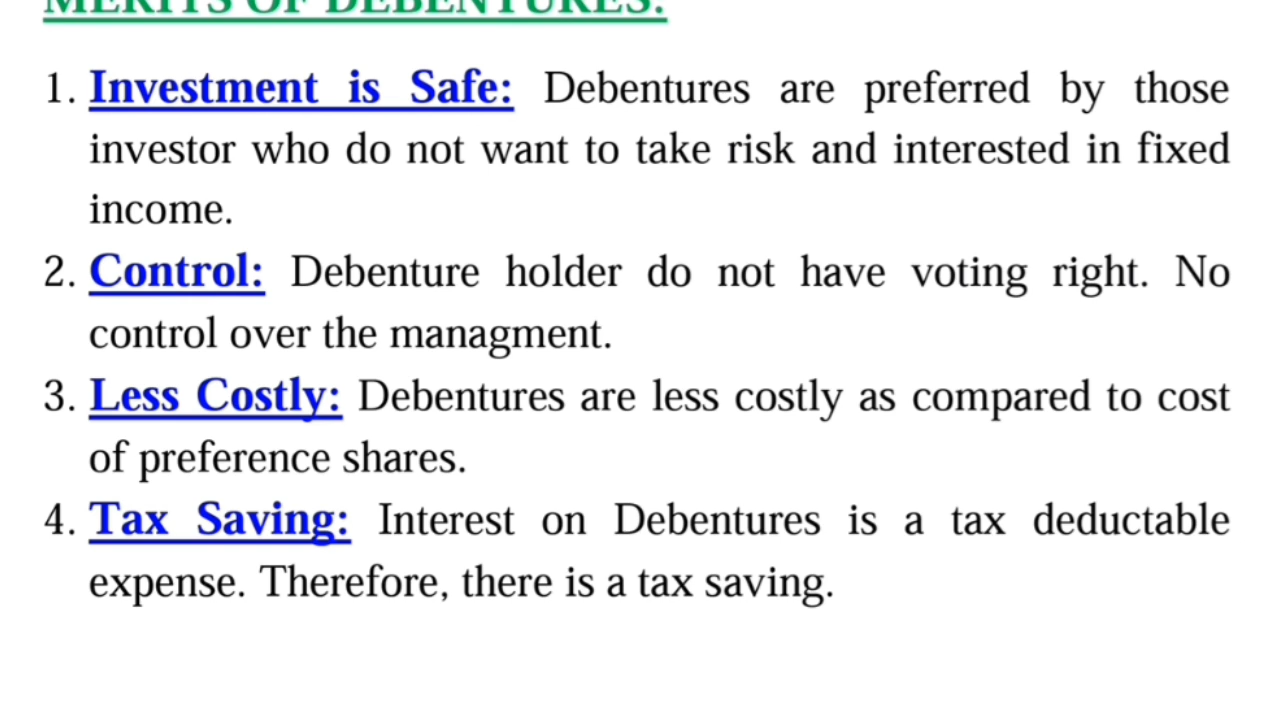 MERITS OF DEBENTURES:
1. Investment is Safe: Debentures are preferred by those
investor who do not want to take risk and interested in fixed
income.
2. Control: Debenture holder do not have voting right. No
control over the managment.
3. Less Costly: Debentures are less costly as compared to cost
of preference shares.
4. Tax Saving: Interest on Debentures is a tax deductable
expense. Therefore, there is a tax saving.